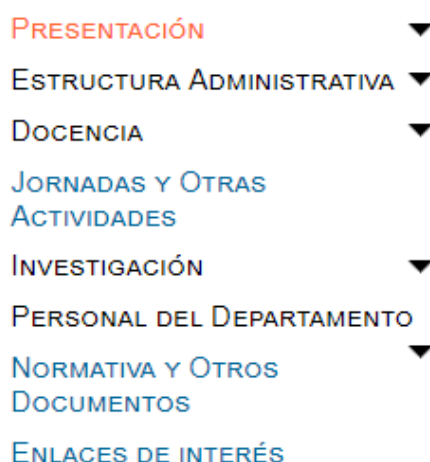 Presentación
Estructura Administrativa
Docencia
Jornadas y Otras
Actividades
Investigación
Personal del Departamento
Normativa y Otros
Documentos
Enlaces de interés